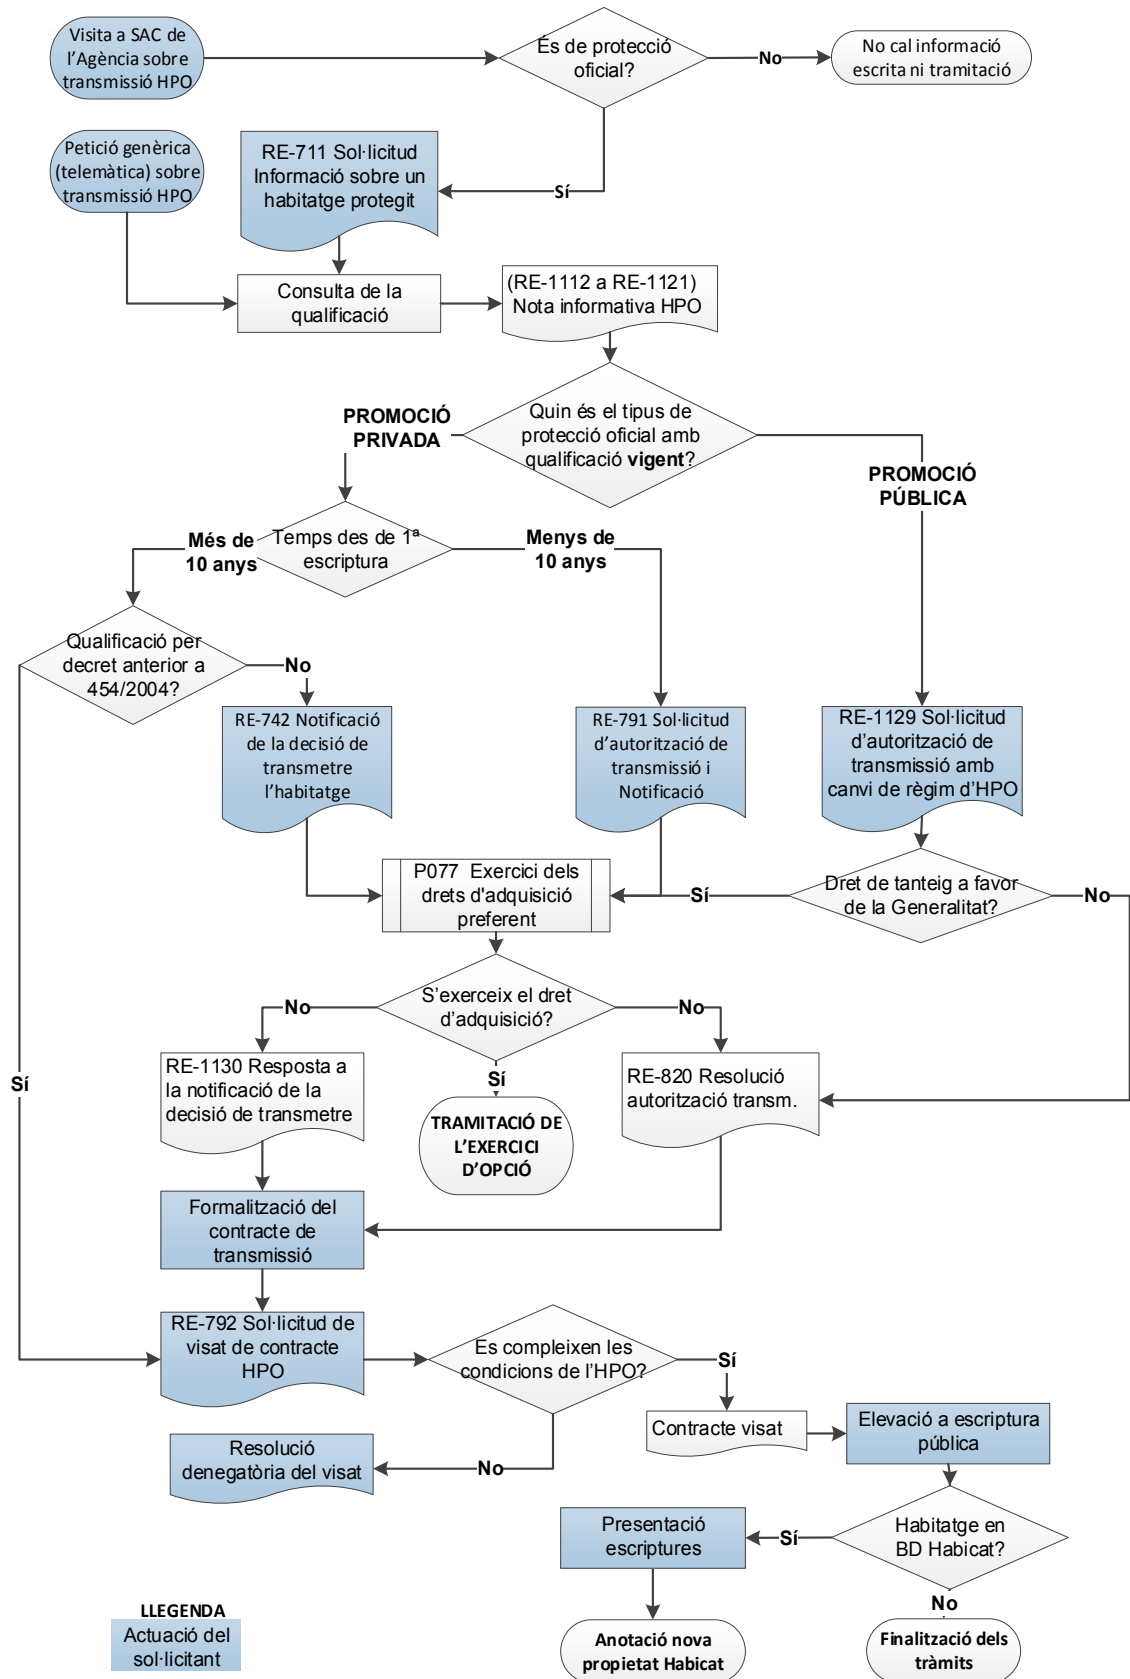 Visita a SAC de
l'Agència sobre
transmissió HPO
És de protecció
oficial?
No
No cal informació
escrita ni tramitació
Petició genèrica
(telemàtica) sobre
transmissió HPO
RE-711 Sol·licitud
Informació sobre un
habitatge protegit
Sí
Consulta de la
qualificació
(RE-1112 a RE-1121)
Nota informativa HPO
PROMOCIÓ
PRIVADA
Quin és el tipus de
protecció oficial amb
qualificació vigent?
PROMOCIÓ
PÚBLICA
Més de
10 anys
Temps des de 1ª
escriptura
Menys de
10 anys
Qualificació per
decret anterior a
454/2004?
No
RE-742 Notificació
de la decisió de
transmetre
l'habitatge
RE-791 Sol·licitud
d'autorització de
transmissió i
Notificació
RE-1129 Sol·licitud
d'autorització de
transmissió amb
canvi de règim d'HPO
P077 Exercici dels
drets d'adquisició
preferent
Sí
Dret de tanteig a favor
de la Generalitat?
No
S'exerceix el dret
d'adquisició?
No
No
Sí
Sí
RE-1130 Resposta a
la notificació de la
decisió de transmetre
TRAMITACIÓ DE
L'EXERCICI
D'OPCIÓ
RE-820 Resolució
autorització transm.
Formalització del
contracte de
transmissió
RE-792 Sol·licitud de
visat de contracte
HPO
Es compleixen les
condicions de l'HPO?
Sí
No
Resolució
denegatòria del visat
Contracte visat
Elevació a escriptura
pública
Habitatge en
BD Habicat?
Sí
Presentació
escriptures
No
Anotació nova
propietat Habicat
Finalització dels
tràmits
LLEGENDA
Actuació del
sol·licitant